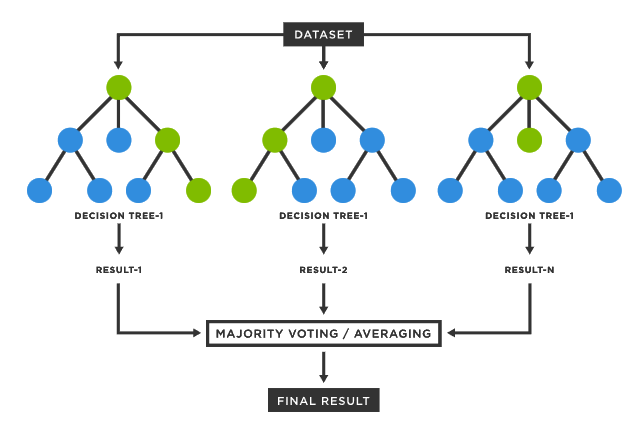 DATASET
DECISION TREE-1
DECISION TREE-1
DECISION TREE-1
RESULT-1
RESULT-2
RESULT-N
MAJORITY VOTING / AVERAGING
FINAL RESULT